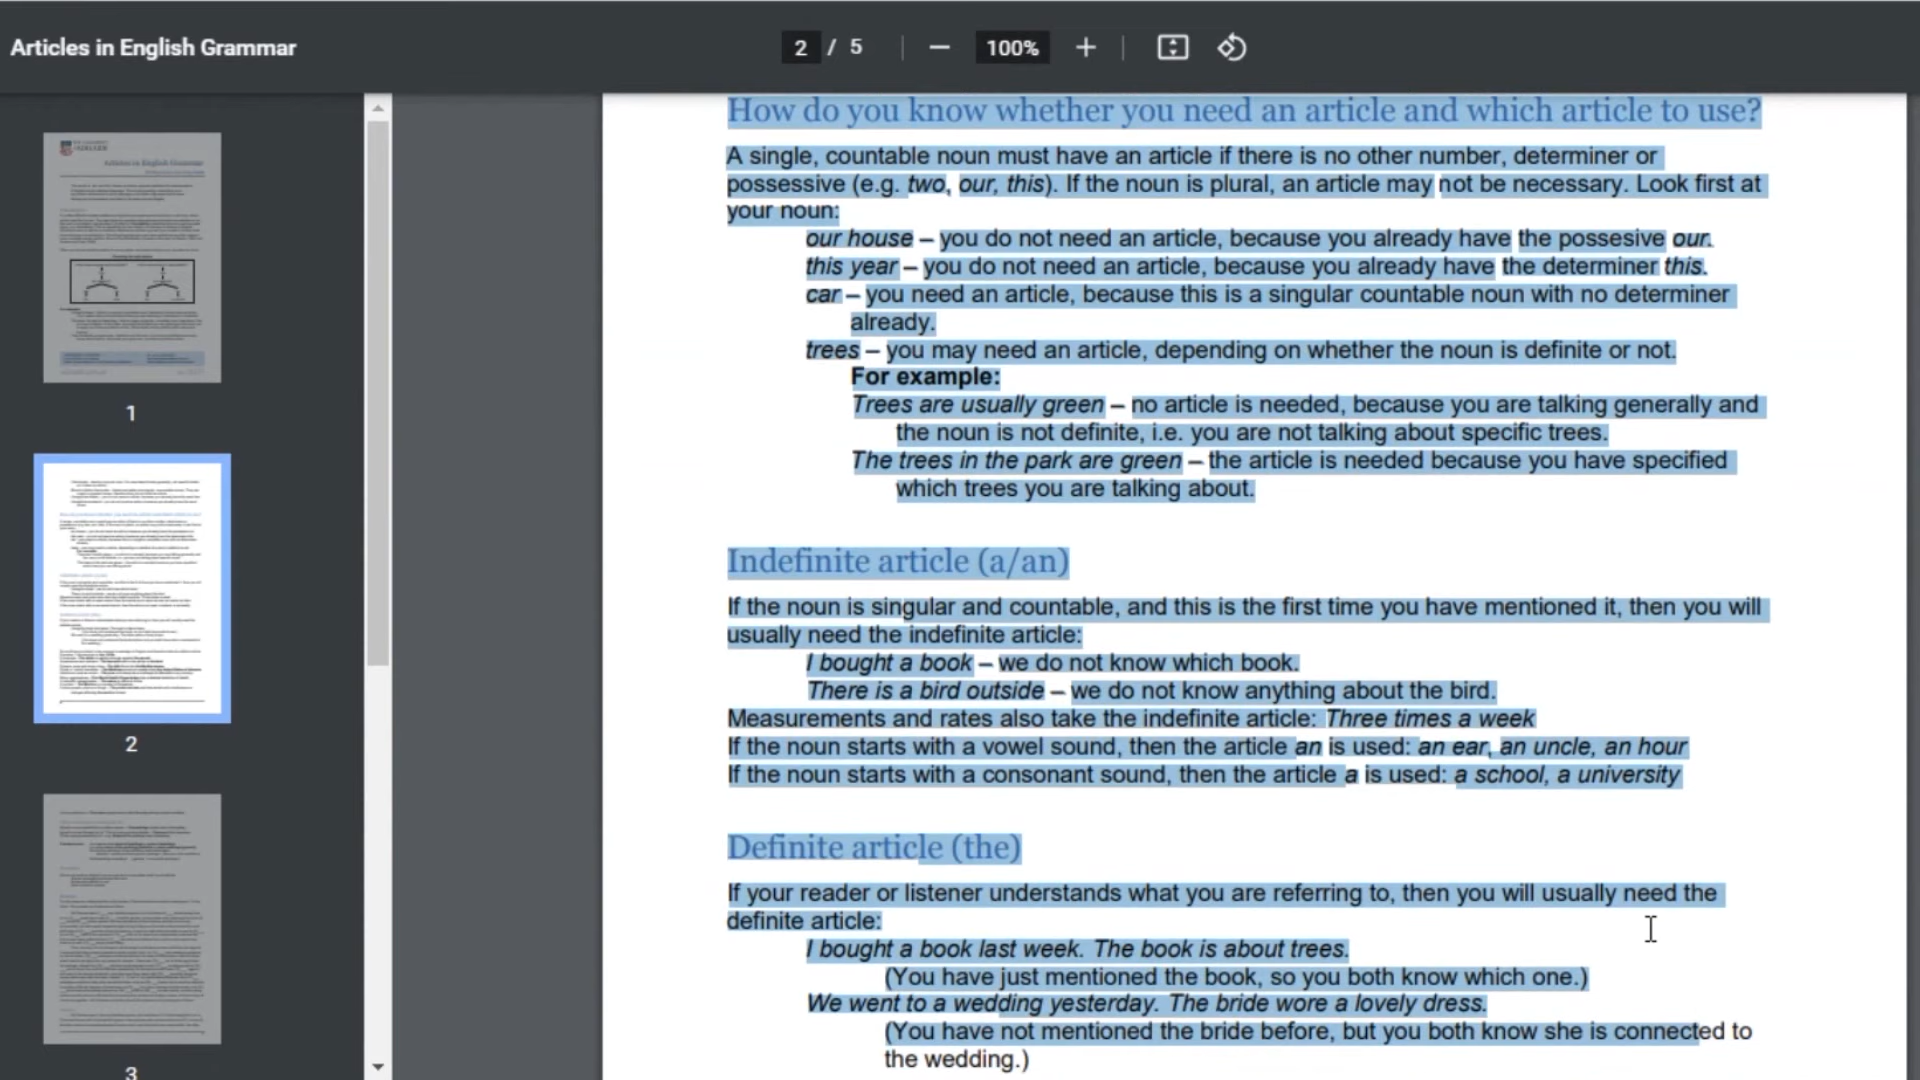 Articles in English Grammar
2 / 5
100%
1
2
3
How do you know whether you need an article and which article to use?
A single, countable noun must have an article if there is no other number, determiner or
possessive (e.g. two, our, this). If the noun is plural, an article may not be necessary. Look first at
your noun:
our house – you do not need an article, because you already have the possesive our.
this year – you do not need an article, because you already have the determiner this.
car – you need an article, because this is a singular countable noun with no determiner
already.
trees – you may need an article, depending on whether the noun is definite or not.
For example:
Trees are usually green – no article is needed, because you are talking generally and
the noun is not definite, i.e. you are not talking about specific trees.
The trees in the park are green – the article is needed because you have specified
which trees you are talking about.
Indefinite article (a/an)
If the noun is singular and countable, and this is the first time you have mentioned it, then you will
usually need the indefinite article:
I bought a book – we do not know which book.
There is a bird outside – we do not know anything about the bird.
Measurements and rates also take the indefinite article: Three times a week
If the noun starts with a vowel sound, then the article an is used: an ear, an uncle, an hour
If the noun starts with a consonant sound, then the article a is used: a school, a university
Definite article (the)
If your reader or listener understands what you are referring to, then you will usually need the
definite article:
I bought a book last week. The book is about trees.
(You have just mentioned the book, so you both know which one.)
We went to a wedding yesterday. The bride wore a lovely dress.
(You have not mentioned the bride before, but you both know she is connected to
the wedding.)